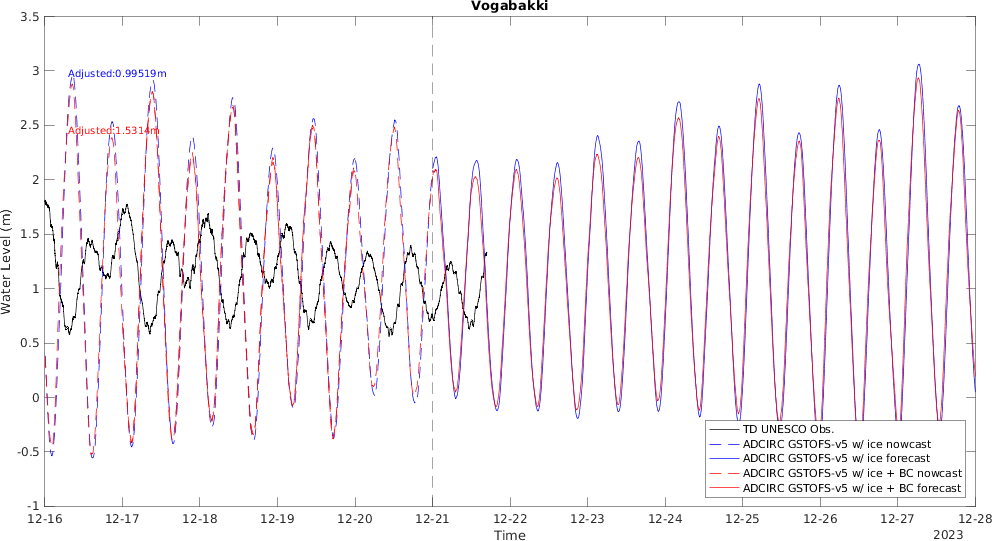 Vogabakki
3.5
3
2.5
2
1.5
1
0.5
0
-0.5
-1
Water Level (m)
Adjusted:0.99519m
Adjusted:1.5314m
TD UNESCO Obs.
ADCIRC GSTOFS-v5 w/ ice nowcast
ADCIRC GSTOFS-v5 w/ ice forecast
ADCIRC GSTOFS-v5 w/ ice + BC nowcast
ADCIRC GSTOFS-v5 w/ ice + BC forecast
12-16 12-17 12-18 12-19 12-20 12-21 12-22 12-23 12-24 12-25 12-26 12-27 12-28
Time
2023